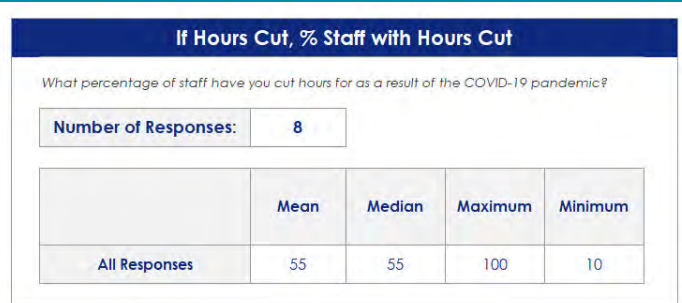 If Hours Cut, % Staff with Hours Cut
What percentage of staff have you cut hours for as a result of the COVID-19 pandemic?
Number of Responses: 8
Mean Median Maximum Minimum
All Responses 55 55 100 10